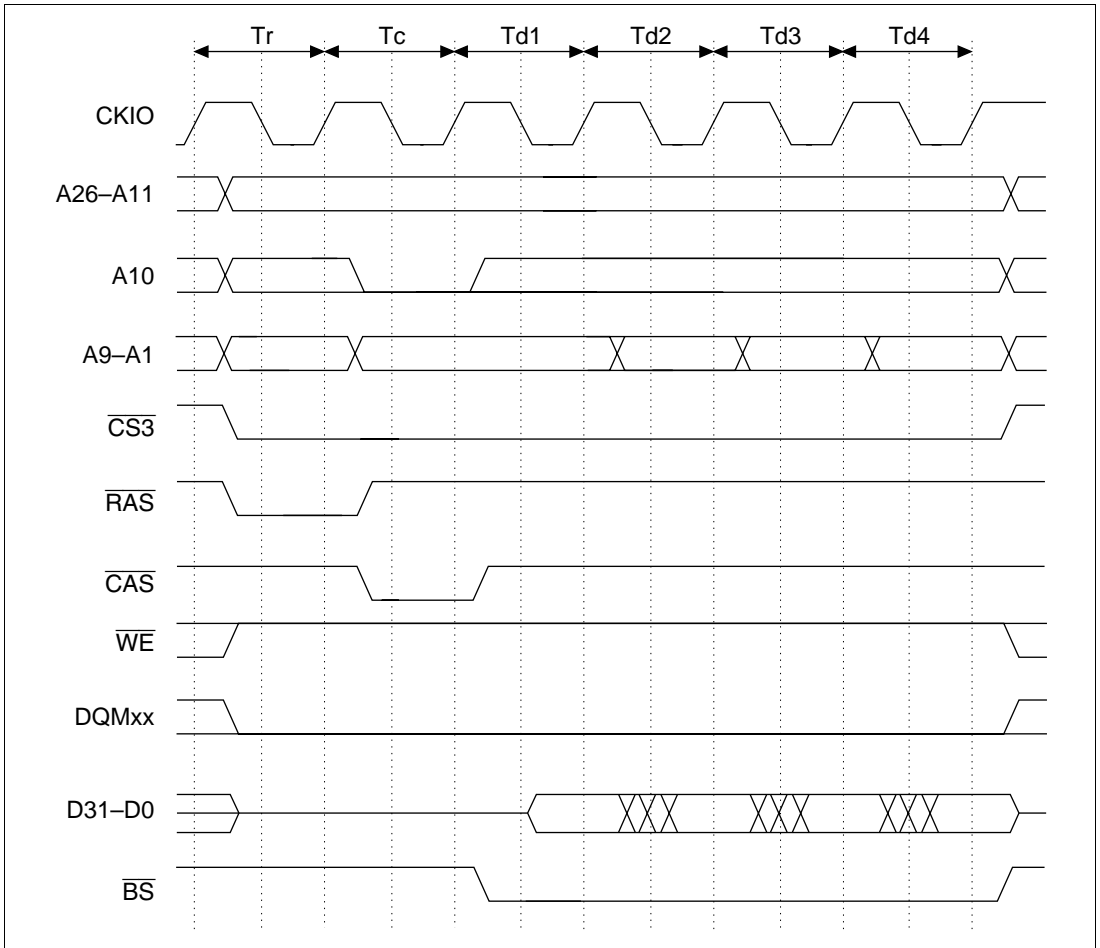 Tr Tc Td1 Td2 Td3 Td4
CKIO
A26–A11
A10
A9–A1
CS3
RAS
CAS
WE
DQMxx
D31–D0
BS